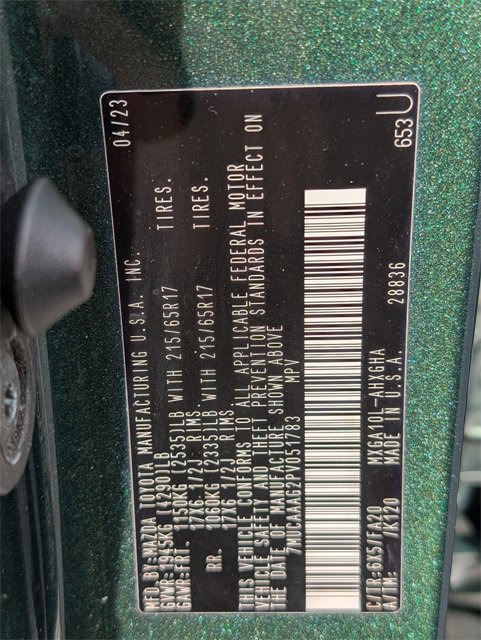 MFD.BY:MAZDA TOYOTA MANUFACTURING U.S.A. INC. 04/23
GVWR: 1945KG (4290)LB
GAWR:FRT. 1150KG (2535)LB WITH 215/65R17 TIRES.
17X6 1/2J RIMS
RR. 1060KG (2335)LB WITH 215/65R17 TIRES.
17X6 1/2J RIMS
THIS VEHICLE CONFORMS TO ALL APPLICABLE FEDERAL MOTOR
VEHICLE SAFETY AND THEFT PREVENTION STANDARDS IN EFFECT ON
THE DATE OF MANUFACTURE SHOWN ABOVE
7MUCAAAG2PV051783 MPV
C/TR:6X5/FA20 MXGA10L-AHXGHA 28836
A/TM: -/K120 MADE IN U.S.A.
653U